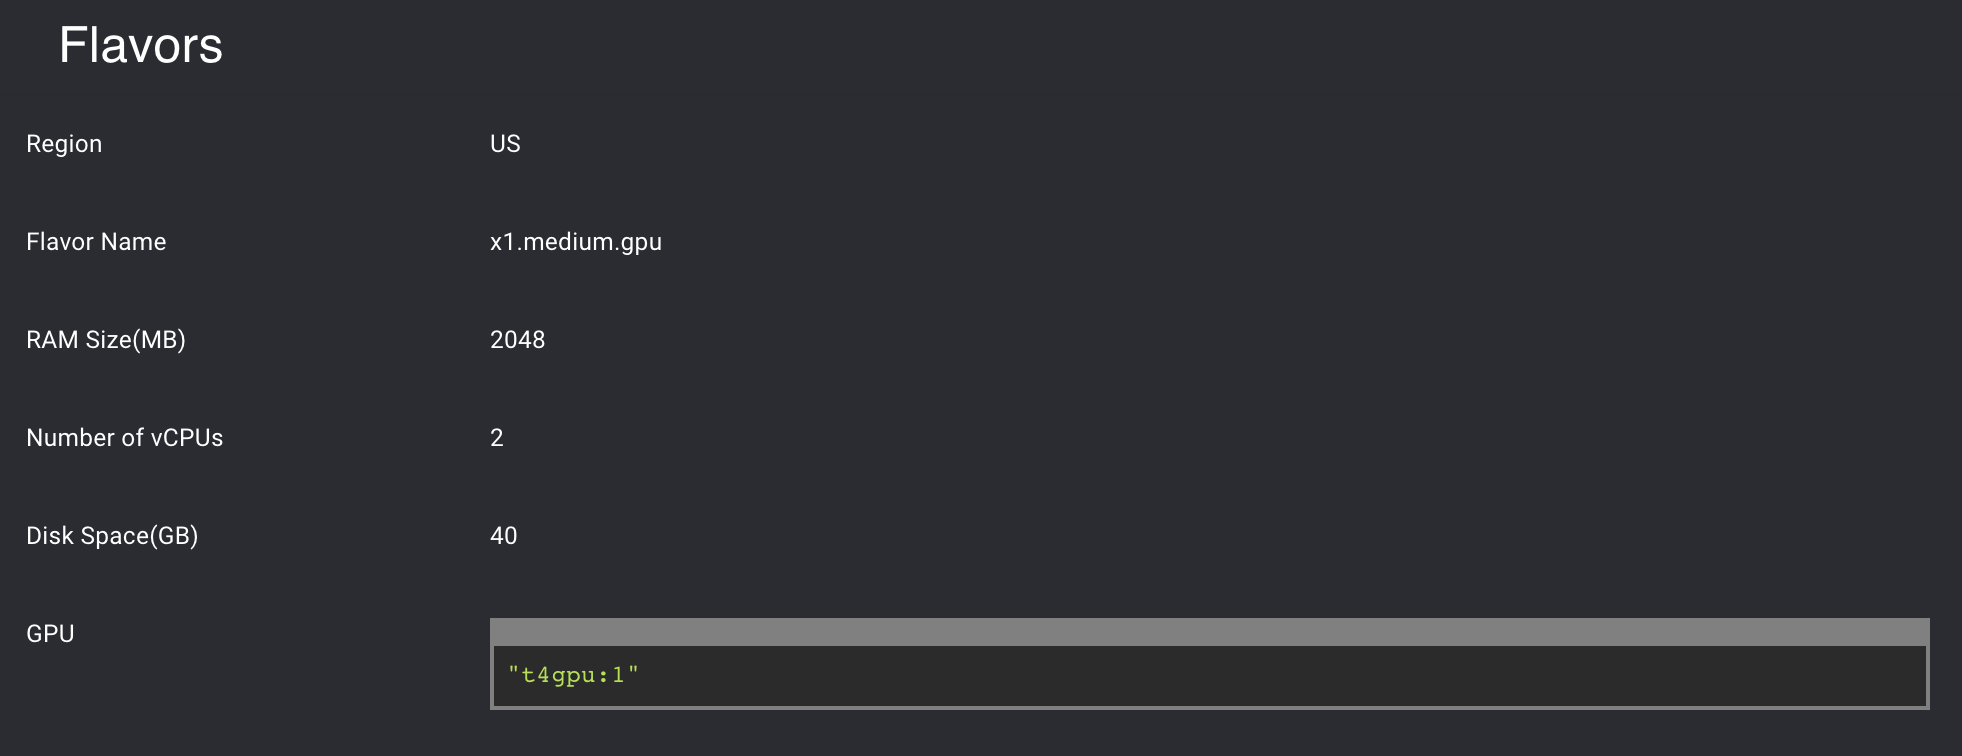 Flavors
Region US
Flavor Name x1.medium.gpu
RAM Size(MB) 2048
Number of vCPUs 2
Disk Space(GB) 40
GPU
"t4gpu:1"